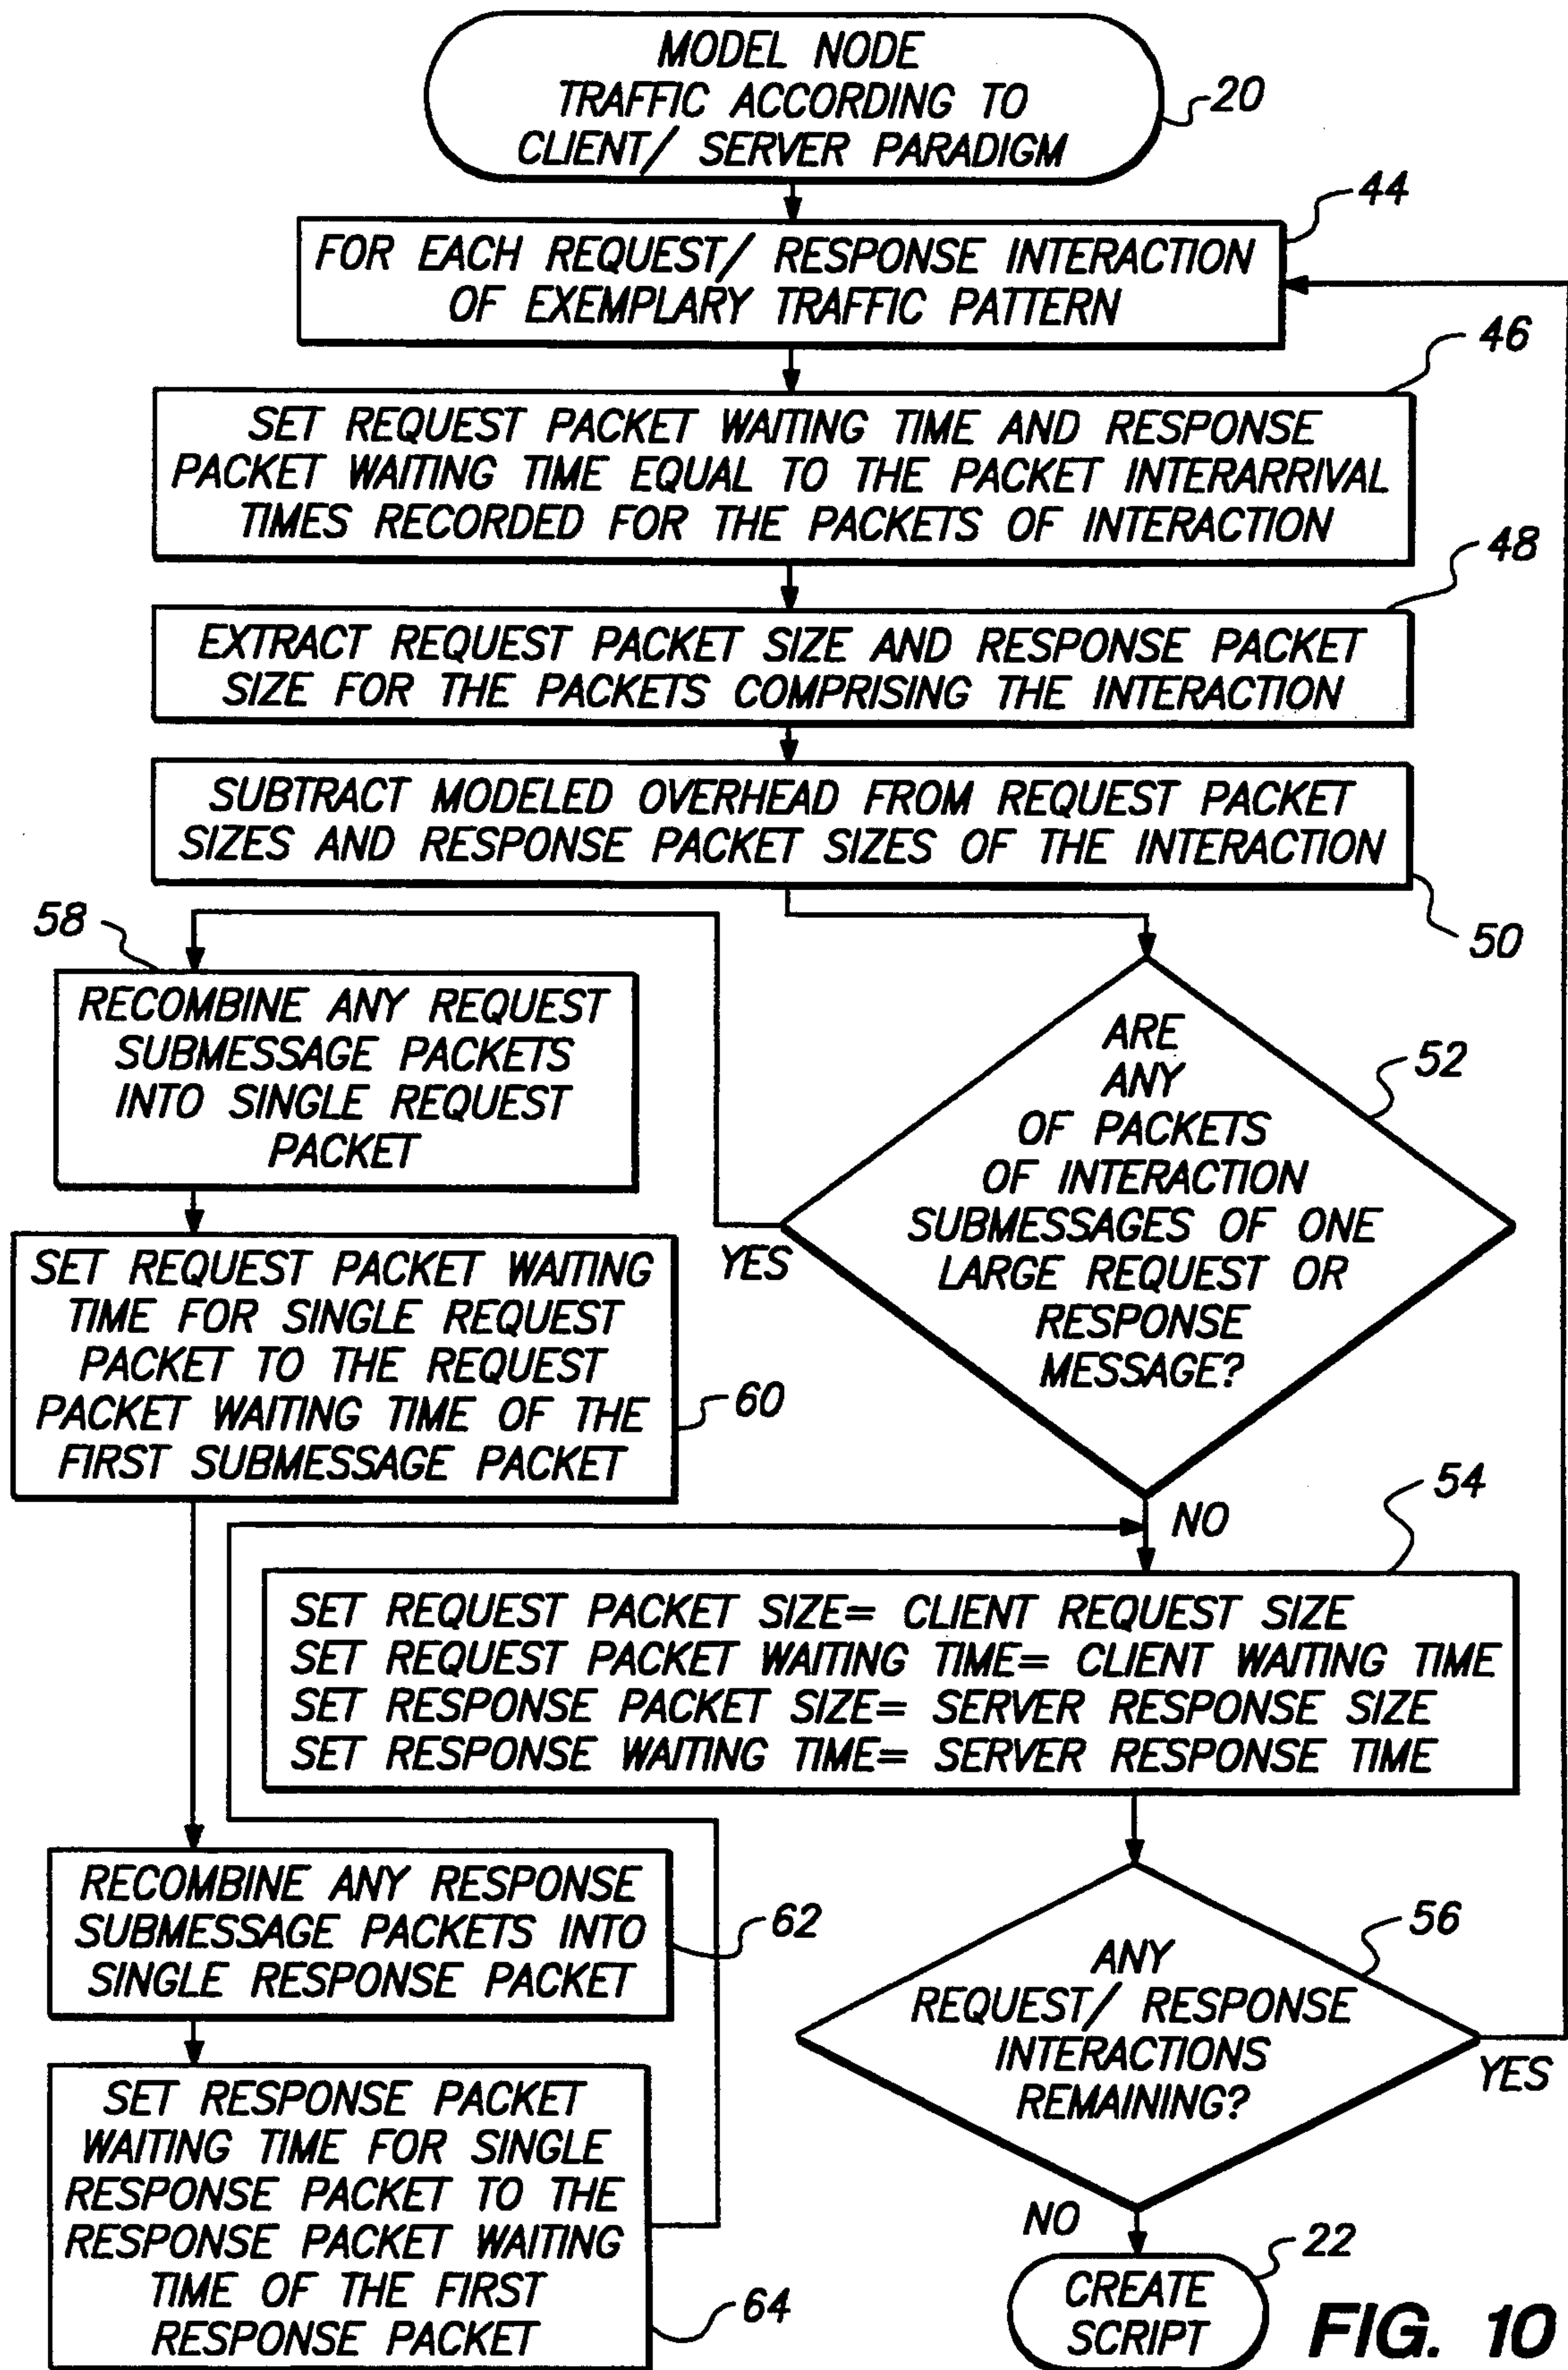 MODEL NODE
TRAFFIC ACCORDING TO
CLIENT/ SERVER PARADIGM
20
44
FOR EACH REQUEST/ RESPONSE INTERACTION
OF EXEMPLARY TRAFFIC PATTERN
46
SET REQUEST PACKET WAITING TIME AND RESPONSE
PACKET WAITING TIME EQUAL TO THE PACKET INTERARRIVAL
TIMES RECORDED FOR THE PACKETS OF INTERACTION
48
EXTRACT REQUEST PACKET SIZE AND RESPONSE PACKET
SIZE FOR THE PACKETS COMPRISING THE INTERACTION
SUBTRACT MODELED OVERHEAD FROM REQUEST PACKET
SIZES AND RESPONSE PACKET SIZES OF THE INTERACTION
50
58
RECOMBINE ANY REQUEST
SUBMESSAGE PACKETS
INTO SINGLE REQUEST
PACKET
ARE
ANY
OF PACKETS
OF INTERACTION
SUBMESSAGES OF ONE
LARGE REQUEST OR
RESPONSE
MESSAGE?
52
YES
SET REQUEST PACKET WAITING
TIME FOR SINGLE REQUEST
PACKET TO THE REQUEST
PACKET WAITING TIME OF THE
FIRST SUBMESSAGE PACKET
60
NO
54
SET REQUEST PACKET SIZE= CLIENT REQUEST SIZE
SET REQUEST PACKET WAITING TIME= CLIENT WAITING TIME
SET RESPONSE PACKET SIZE= SERVER RESPONSE SIZE
SET RESPONSE WAITING TIME= SERVER RESPONSE TIME
RECOMBINE ANY RESPONSE
SUBMESSAGE PACKETS INTO
SINGLE RESPONSE PACKET
62
ANY
REQUEST/ RESPONSE
INTERACTIONS
REMAINING?
56
YES
SET RESPONSE PACKET
WAITING TIME FOR SINGLE
RESPONSE PACKET TO THE
RESPONSE PACKET WAITING
TIME OF THE FIRST
RESPONSE PACKET
64
NO
22
CREATE
SCRIPT
FIG. 10